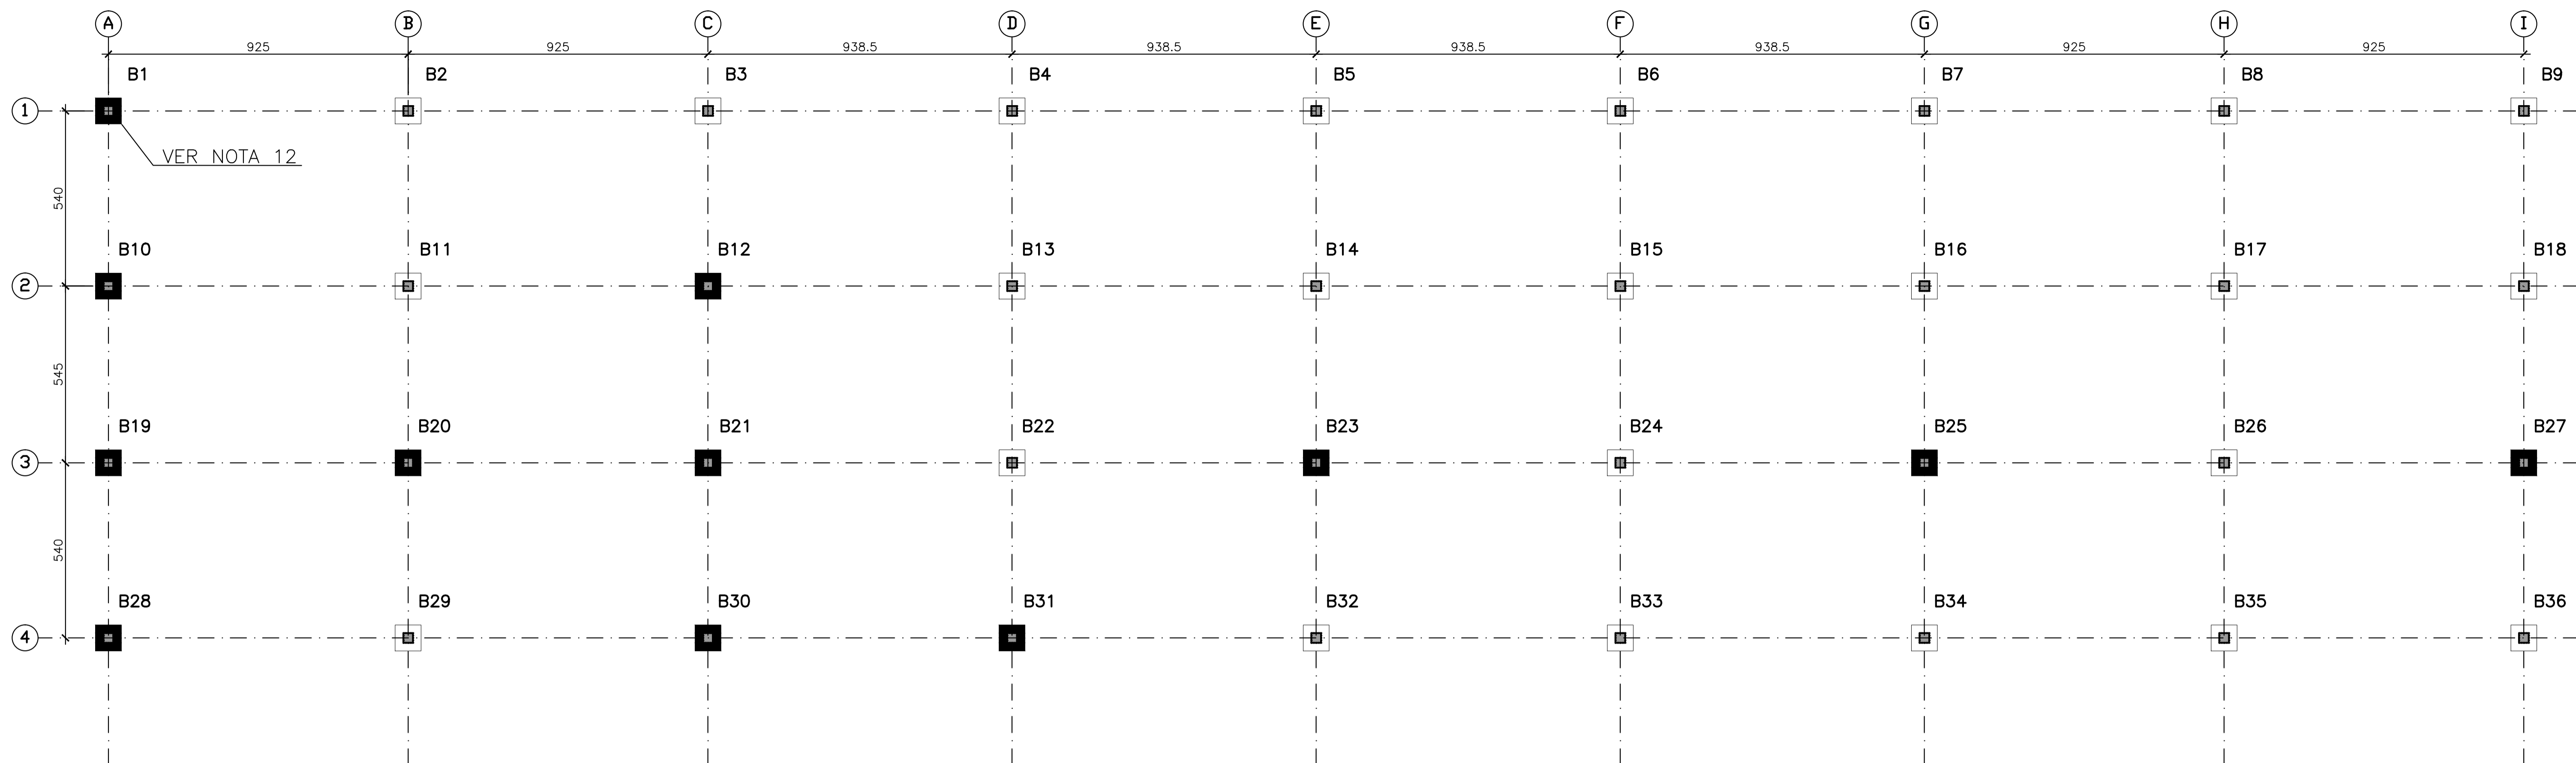 A B C D E F G H I
925 925 938.5 938.5 938.5 938.5 925 925
B1 B2 B3 B4 B5 B6 B7 B8 B9
1
VER NOTA 12
540
B10 B11 B12 B13 B14 B15 B16 B17 B18
2
545
B19 B20 B21 B22 B23 B24 B25 B26 B27
3
540
B28 B29 B30 B31 B32 B33 B34 B35 B36
4